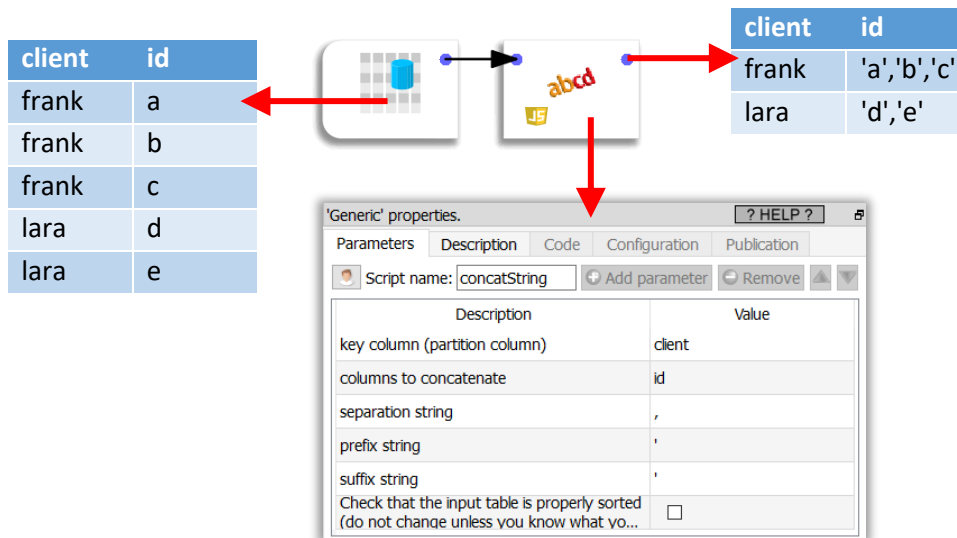 client id
frank a
frank b
frank c
lara d
lara e
abcd
JS
client id
frank 'a','b','c'
lara 'd','e'
'Generic' properties. ? HELP ?
Parameters Description Code Configuration Publication
Script name: concatString Add parameter Remove
Description Value
key column (partition column) client
columns to concatenate id
separation string ,
prefix string '
suffix string '
Check that the input table is properly sorted
(do not change unless you know what yo...